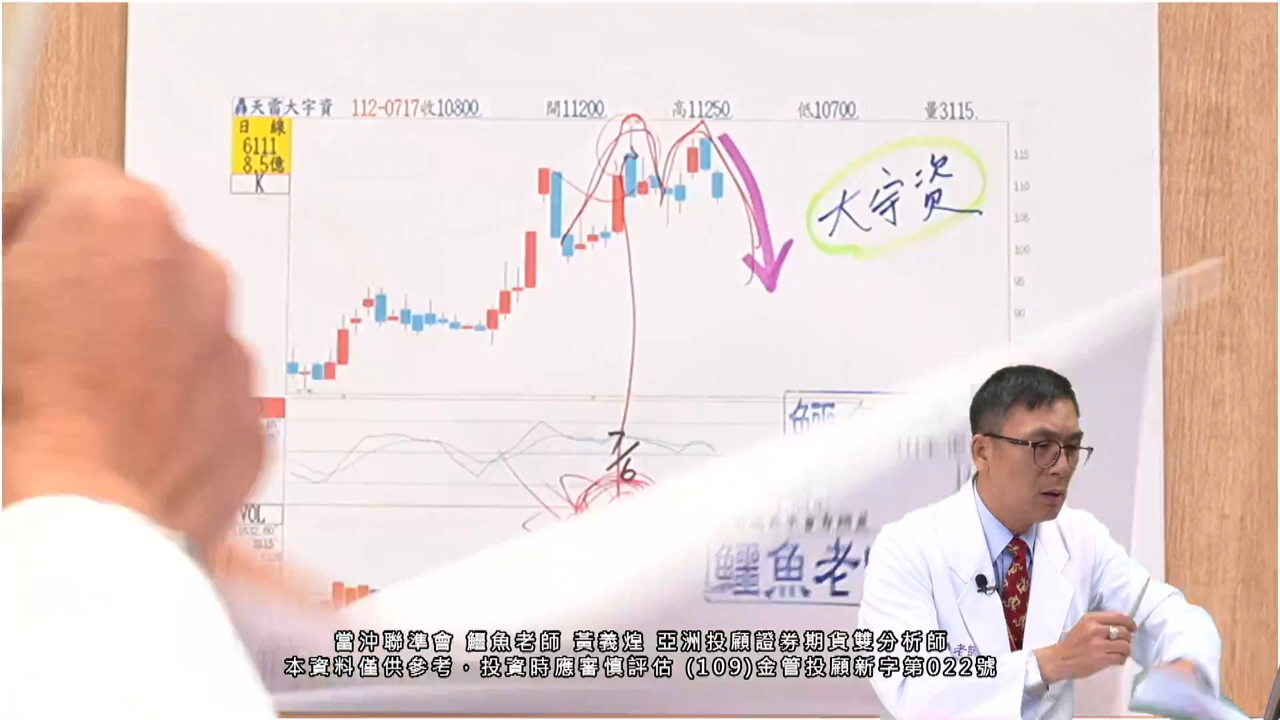 轟天雷大宇資 112-0717收10800. 開11200. 高11250. 低10700. 量3115.
日 線
6111
8.5億
K
大宇資
115
110
105
100
95
90
7/6
VOL
鱷魚老
老師
當沖聯準會 鱷魚老師 黃義煌 亞洲投顧證券期貨雙分析師
本資料僅供參考，投資時應審慎評估 (109)金管投顧新字第022號